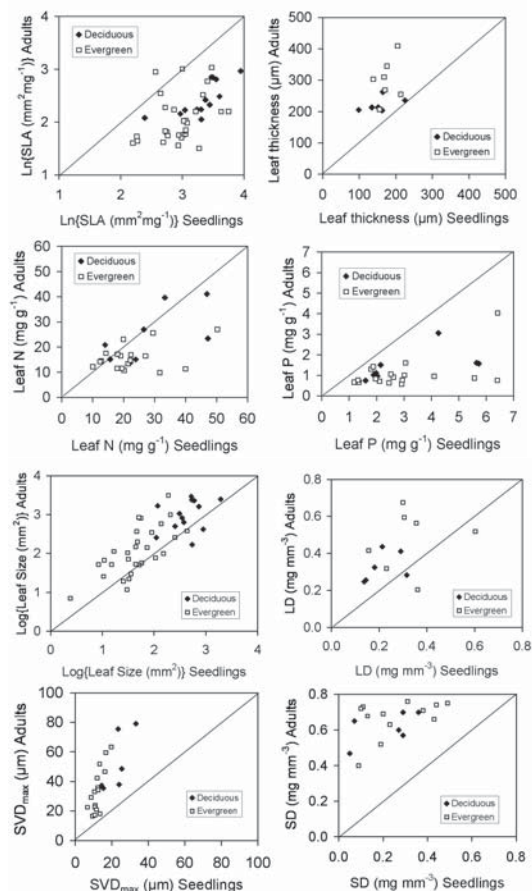 Ln{SLA (mm²mg⁻¹)} Adults
4
3
2
1
Deciduous
Evergreen
1 2 3 4
Ln{SLA (mm²mg⁻¹)} Seedlings
Leaf thickness (µm) Adults
500
400
300
200
100
0
Deciduous
Evergreen
0 100 200 300 400 500
Leaf thickness (µm) Seedlings
Leaf N (mg g⁻¹) Adults
60
50
40
30
20
10
0
Deciduous
Evergreen
0 10 20 30 40 50 60
Leaf N (mg g⁻¹) Seedlings
Leaf P (mg g⁻¹) Adults
7
6
5
4
3
2
1
0
Deciduous
Evergreen
0 1 2 3 4 5 6 7
Leaf P (mg g⁻¹) Seedlings
Log{Leaf Size (mm²)} Adults
4
3
2
1
0
Deciduous
Evergreen
0 1 2 3 4
Log{Leaf Size (mm²)} Seedlings
LD (mg mm⁻³) Adults
0.8
0.6
0.4
0.2
0.0
Deciduous
Evergreen
0.0 0.2 0.4 0.6 0.8
LD (mg mm⁻³) Seedlings
SVDmax (µm) Adults
100
80
60
40
20
0
Deciduous
Evergreen
0 20 40 60 80 100
SVDmax (µm) Seedlings
SD (mg mm⁻³) Adults
0.8
0.6
0.4
0.2
0.0
Deciduous
Evergreen
0.0 0.2 0.4 0.6 0.8
SD (mg mm⁻³) Seedlings